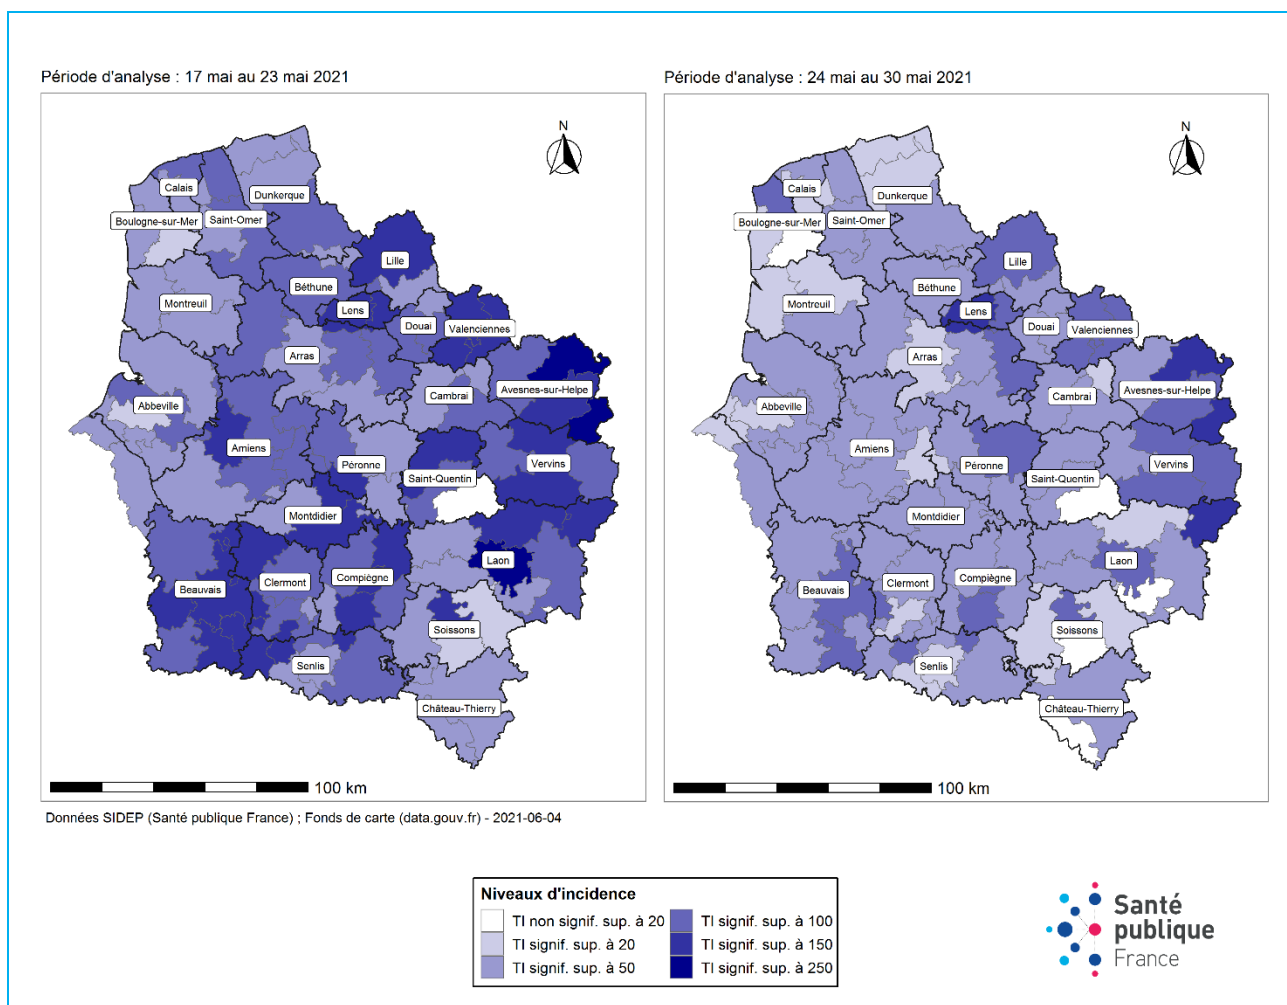 Période d'analyse : 17 mai au 23 mai 2021
N
Calais
Dunkerque
Boulogne-sur-Mer
Saint-Omer
Lille
Béthune
Montreuil
Lens
Douai
Valenciennes
Arras
Avesnes-sur-Helpe
Cambrai
Abbeville
Amiens
Péronne
Vervins
Saint-Quentin
Montdidier
Laon
Clermont
Compiègne
Beauvais
Soissons
Senlis
Château-Thierry
100 km
Données SIDEP (Santé publique France) ; Fonds de carte (data.gouv.fr) - 2021-06-04
Période d'analyse : 24 mai au 30 mai 2021
N
Calais
Dunkerque
Boulogne-sur-Mer
Saint-Omer
Lille
Béthune
Montreuil
Lens
Douai
Valenciennes
Arras
Avesnes-sur-Helpe
Cambrai
Abbeville
Amiens
Péronne
Vervins
Saint-Quentin
Montdidier
Laon
Clermont
Compiègne
Beauvais
Soissons
Senlis
Château-Thierry
100 km
Niveaux d'incidence
TI non signif. sup. à 20
TI signif. sup. à 20
TI signif. sup. à 50
TI signif. sup. à 100
TI signif. sup. à 150
TI signif. sup. à 250
Santé
publique
France